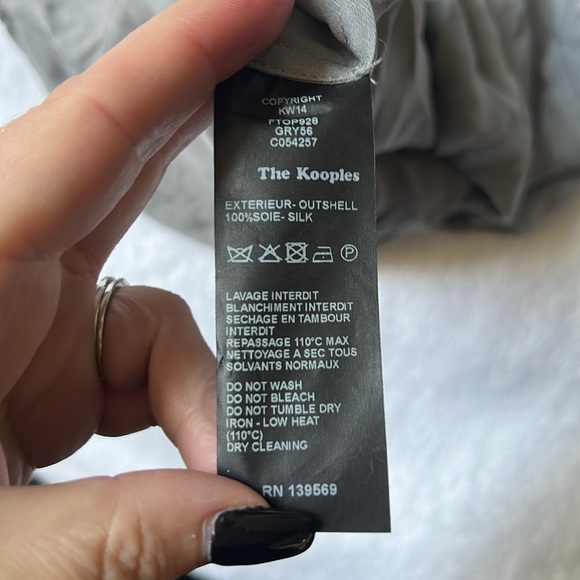 COPYRIGHT
KW14
FTOP928
GRY56
C054257
The Kooples
EXTERIEUR- OUTSHELL
100%SOIE- SILK
P
LAVAGE INTERDIT
BLANCHIMENT INTERDIT
SECHAGE EN TAMBOUR
INTERDIT
REPASSAGE 110°C MAX
NETTOYAGE A SEC TOUS
SOLVANTS NORMAUX
DO NOT WASH
DO NOT BLEACH
DO NOT TUMBLE DRY
IRON - LOW HEAT
(110°C)
DRY CLEANING
RN 139569